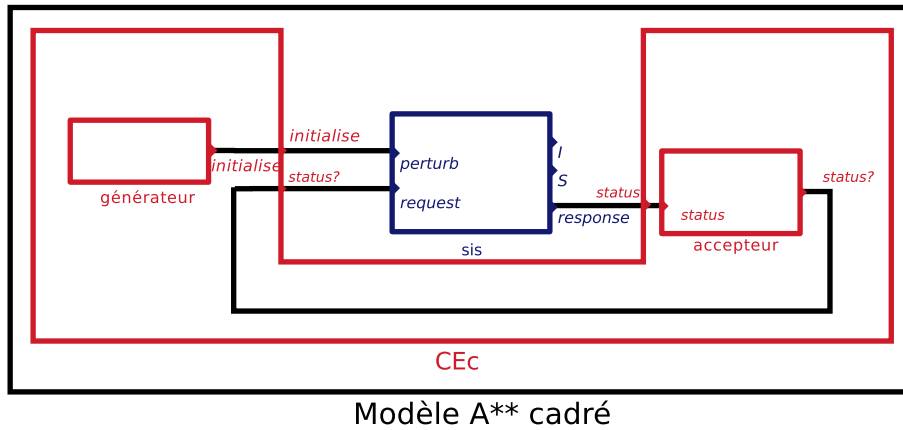 initialise
initialise
générateur
status?
perturb
request
I
S
response
sis
status
status
accepteur
status?
CEc
Modèle A** cadré